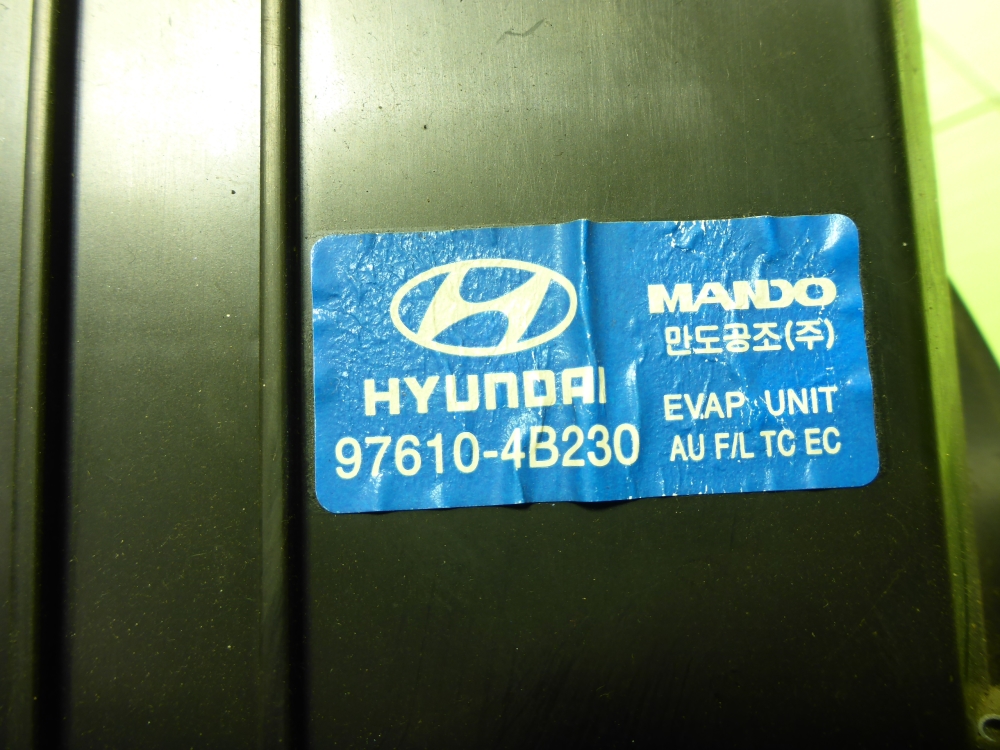 HYUNDAI
97610-4B230
MANDO
만도공조(주)
EVAP UNIT
AU F/L TC EC